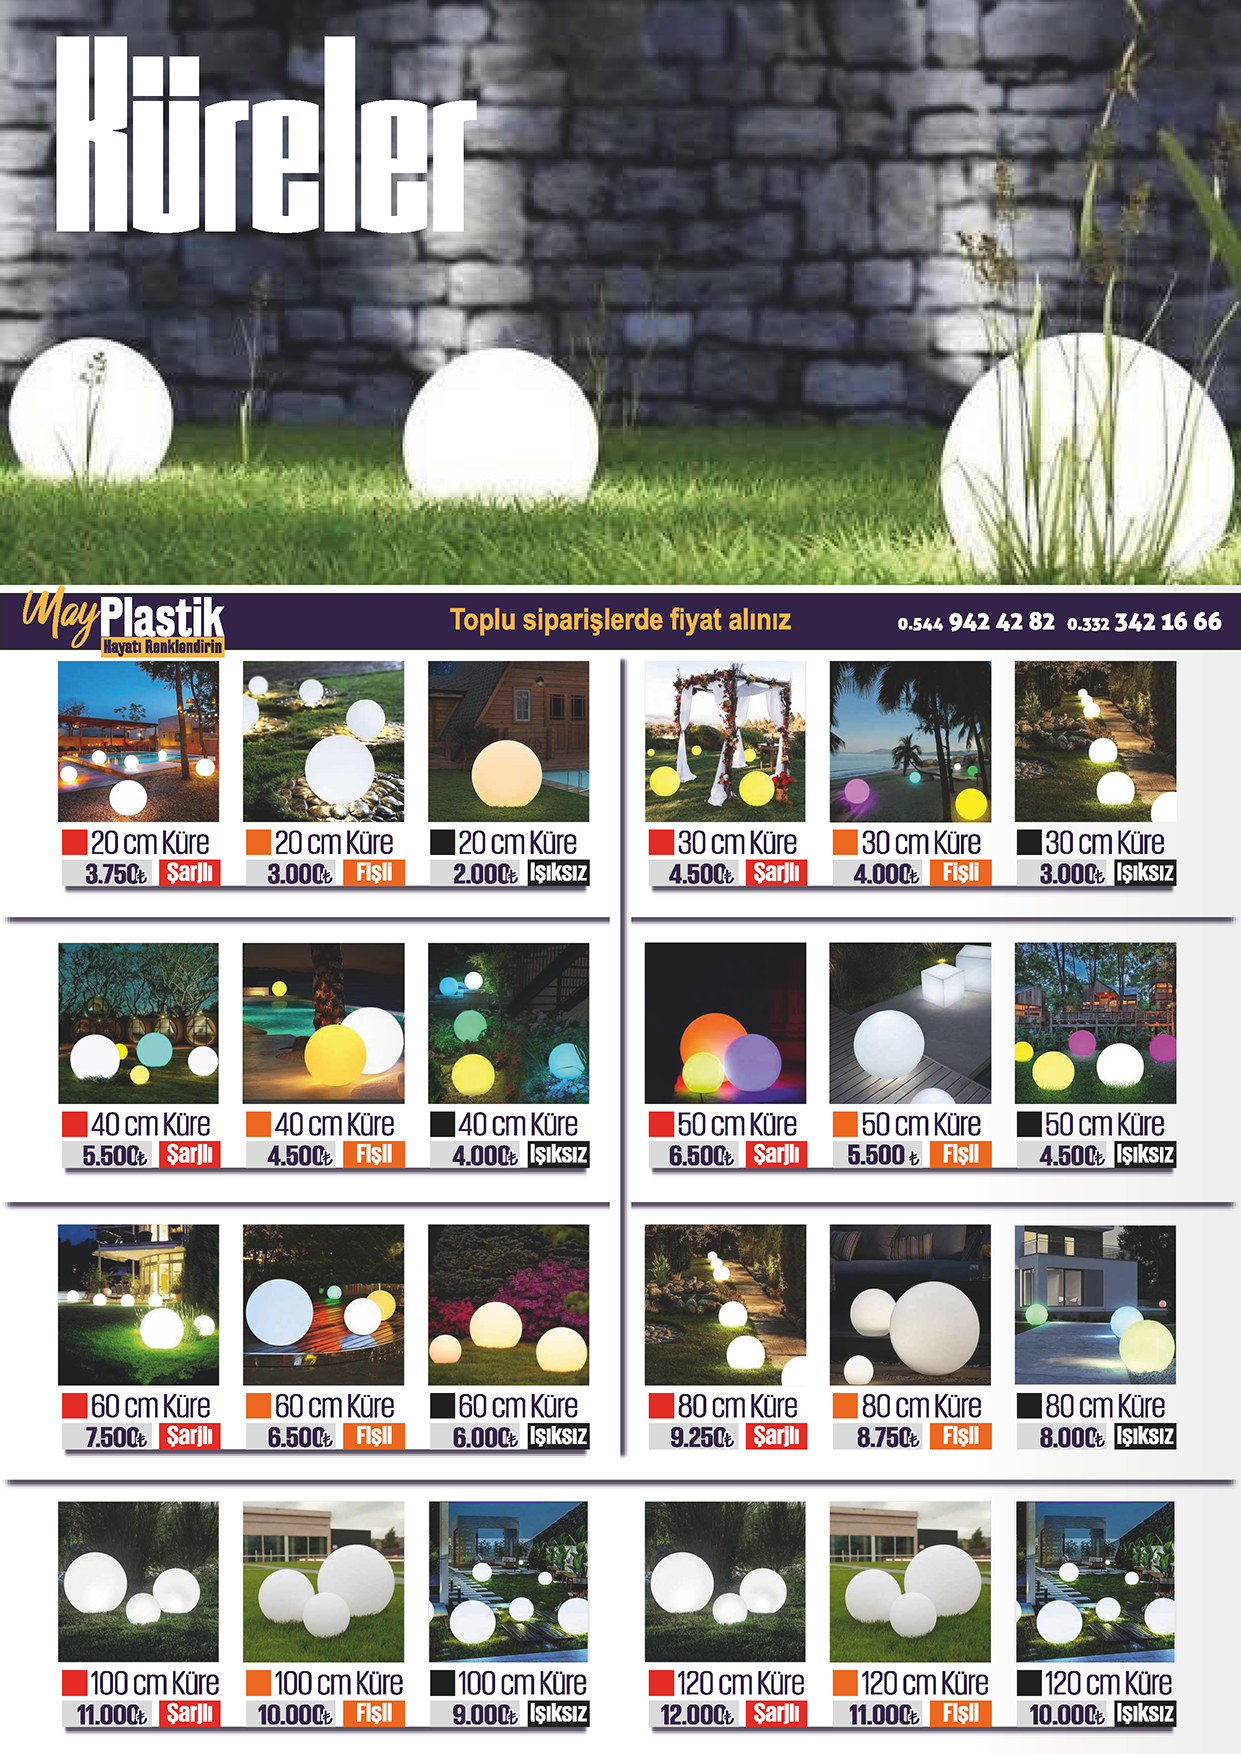 Küreler
May Plastik
Hayatı Renklendirin
Toplu siparişlerde fiyat alınız
0.544 942 42 82 0.332 342 16 66
20 cm Küre
3.750₺ Şarjlı
20 cm Küre
3.000₺ Fişli
20 cm Küre
2.000₺ Işıksız
30 cm Küre
4.500₺ Şarjlı
30 cm Küre
4.000₺ Fişli
30 cm Küre
3.000₺ Işıksız
40 cm Küre
5.500₺ Şarjlı
40 cm Küre
4.500₺ Fişli
40 cm Küre
4.000₺ Işıksız
50 cm Küre
6.500₺ Şarjlı
50 cm Küre
5.500 ₺ Fişli
50 cm Küre
4.500₺ Işıksız
60 cm Küre
7.500₺ Şarjlı
60 cm Küre
6.500₺ Fişli
60 cm Küre
6.000₺ Işıksız
80 cm Küre
9.250₺ Şarjlı
80 cm Küre
8.750₺ Fişli
80 cm Küre
8.000₺ Işıksız
100 cm Küre
11.000₺ Şarjlı
100 cm Küre
10.000₺ Fişli
100 cm Küre
9.000₺ Işıksız
120 cm Küre
12.000₺ Şarjlı
120 cm Küre
11.000₺ Fişli
120 cm Küre
10.000₺ Işıksız